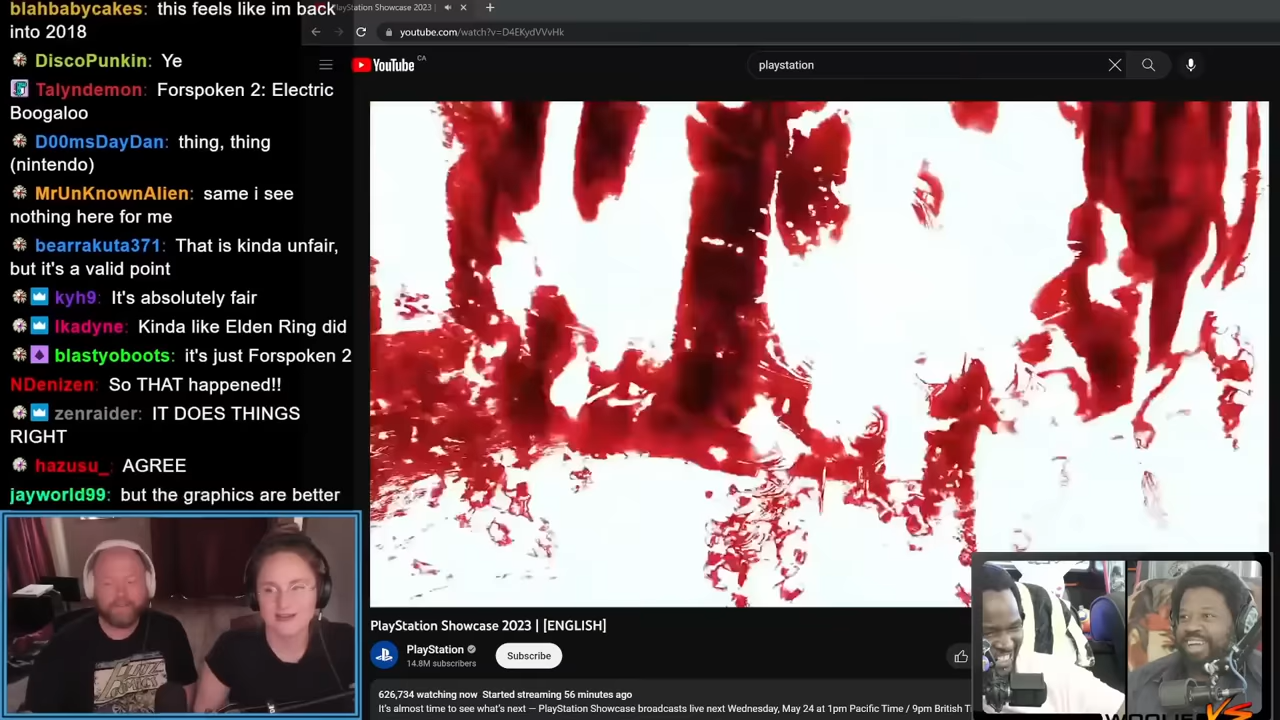 blahbabycakes: this feels like im back
into 2018
DiscoPunkin: Ye
Talyndemon: Forspoken 2: Electric
Boogaloo
D00msDayDan: thing, thing
(nintendo)
MrUnKnownAlien: same i see
nothing here for me
bearrakuta371: That is kinda unfair,
but it's a valid point
kyh9: It's absolutely fair
Ikadyne: Kinda like Elden Ring did
blastyoboots: it's just Forspoken 2
NDenizen: So THAT happened!!
zenraider: IT DOES THINGS
RIGHT
hazusu_: AGREE
jayworld99: but the graphics are better
PlayStation Showcase 2023 |
youtube.com/watch?v=D4EKydVVvHk
YouTube CA
playstation
PlayStation Showcase 2023 | [ENGLISH]
PlayStation
14.8M subscribers
Subscribe
626,734 watching now Started streaming 56 minutes ago
It's almost time to see what's next — PlayStation Showcase broadcasts live next Wednesday, May 24 at 1pm Pacific Time / 9pm British T
VS